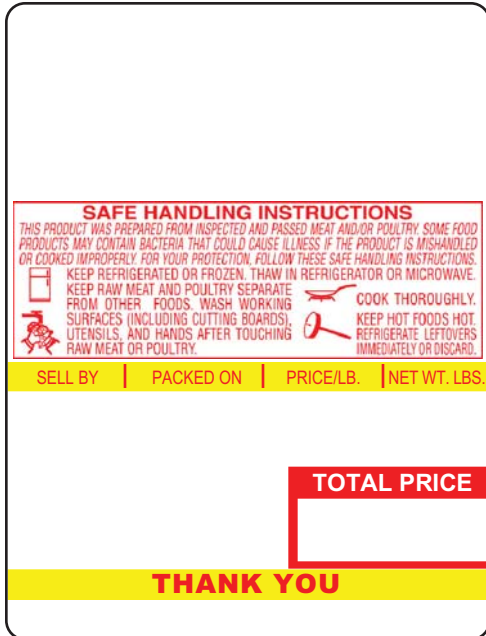 SAFE HANDLING INSTRUCTIONS
THIS PRODUCT WAS PREPARED FROM INSPECTED AND PASSED MEAT AND/OR POULTRY. SOME FOOD
PRODUCTS MAY CONTAIN BACTERIA THAT COULD CAUSE ILLNESS IF THE PRODUCT IS MISHANDLED
OR COOKED IMPROPERLY. FOR YOUR PROTECTION, FOLLOW THESE SAFE HANDLING INSTRUCTIONS.
KEEP REFRIGERATED OR FROZEN. THAW IN REFRIGERATOR OR MICROWAVE.
KEEP RAW MEAT AND POULTRY SEPARATE
FROM OTHER FOODS. WASH WORKING
SURFACES (INCLUDING CUTTING BOARDS),
UTENSILS, AND HANDS AFTER TOUCHING
RAW MEAT OR POULTRY.
COOK THOROUGHLY.
KEEP HOT FOODS HOT.
REFRIGERATE LEFTOVERS
IMMEDIATELY OR DISCARD.
SELL BY PACKED ON PRICE/LB. NET WT. LBS.
TOTAL PRICE
THANK YOU